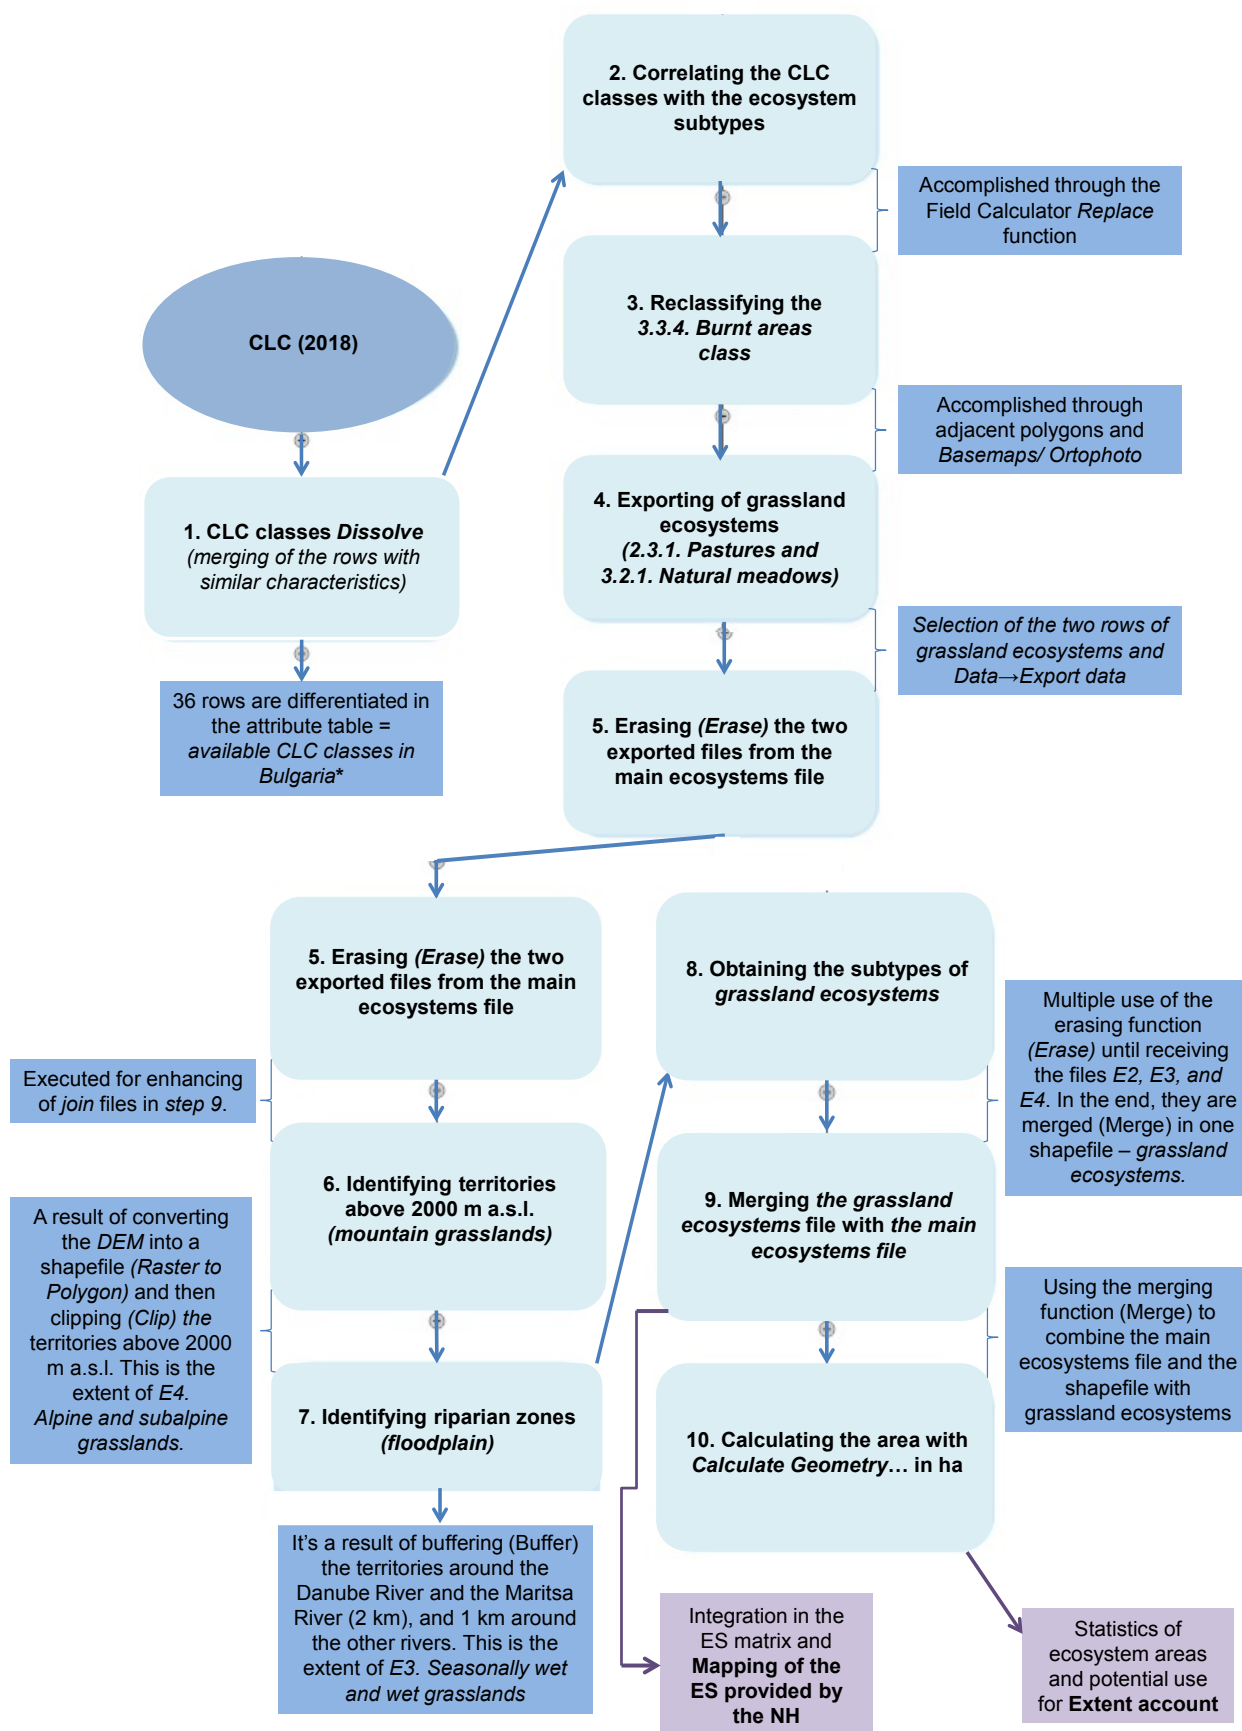 CLC (2018)
1. CLC classes Dissolve
(merging of the rows with
similar characteristics)
36 rows are differentiated in
the attribute table =
available CLC classes in
Bulgaria*
2. Correlating the CLC
classes with the ecosystem
subtypes
Accomplished through the
Field Calculator Replace
function
3. Reclassifying the
3.3.4. Burnt areas
class
Accomplished through
adjacent polygons and
Basemaps/ Ortophoto
4. Exporting of grassland
ecosystems
(2.3.1. Pastures and
3.2.1. Natural meadows)
Selection of the two rows of
grassland ecosystems and
Data→Export data
5. Erasing (Erase) the two
exported files from the
main ecosystems file
5. Erasing (Erase) the two
exported files from the main
ecosystems file
Executed for enhancing
of join files in step 9.
6. Identifying territories
above 2000 m a.s.l.
(mountain grasslands)
A result of converting
the DEM into a
shapefile (Raster to
Polygon) and then
clipping (Clip) the
territories above 2000
m a.s.l. This is the
extent of E4.
Alpine and subalpine
grasslands.
7. Identifying riparian zones
(floodplain)
It's a result of buffering (Buffer)
the territories around the
Danube River and the Maritsa
River (2 km), and 1 km around
the other rivers. This is the
extent of E3. Seasonally wet
and wet grasslands
8. Obtaining the subtypes of
grassland ecosystems
Multiple use of the
erasing function
(Erase) until receiving
the files E2, E3, and
E4. In the end, they are
merged (Merge) in one
shapefile – grassland
ecosystems.
9. Merging the grassland
ecosystems file with the main
ecosystems file
Using the merging
function (Merge) to
combine the main
ecosystems file and the
shapefile with
grassland ecosystems
10. Calculating the area with
Calculate Geometry… in ha
Integration in the
ES matrix and
Mapping of the
ES provided by
the NH
Statistics of
ecosystem areas
and potential use
for Extent account